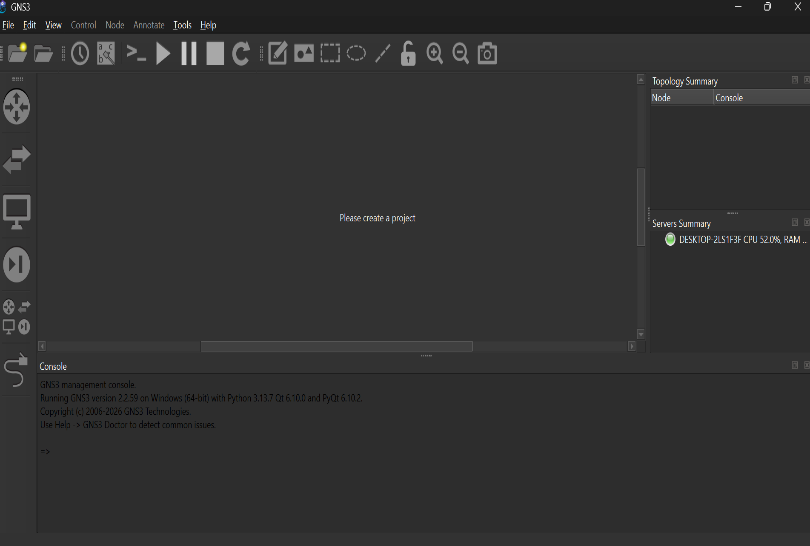 GNS3
File Edit View Control Node Annotate Tools Help
Please create a project
Topology Summary
Node Console
Servers Summary
DESKTOP-2LS1F3F CPU 52.0%, RAM ...
Console
GNS3 management console.
Running GNS3 version 2.2.59 on Windows (64-bit) with Python 3.13.7 Qt 6.10.0 and PyQt 6.10.2.
Copyright (c) 2006-2026 GNS3 Technologies.
Use Help -> GNS3 Doctor to detect common issues.
=>